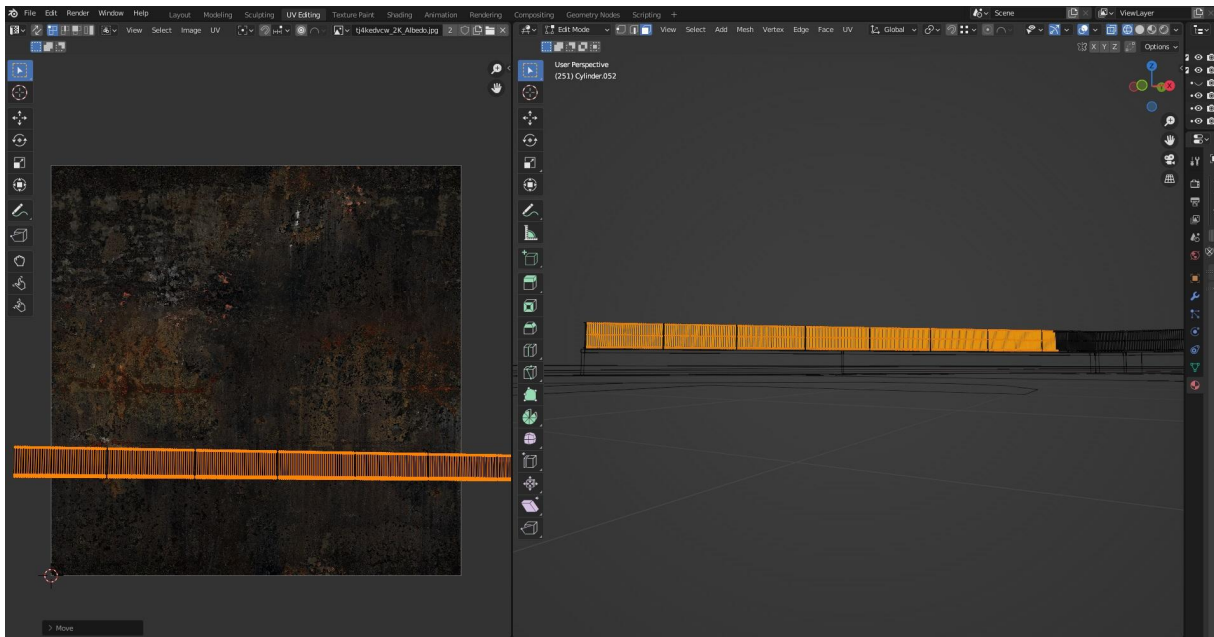 File Edit Render Window Help Layout Modeling Sculpting UV Editing Texture Paint Shading Animation Rendering Compositing Geometry Nodes Scripting + Scene ViewLayer
View Select Image UV tj4kedvcw_2K_Albedo.jpg 2 Edit Mode View Select Add Mesh Vertex Edge Face UV Global
X Y Z Options
User Perspective
(251) Cylinder.052
Z
X
> Move